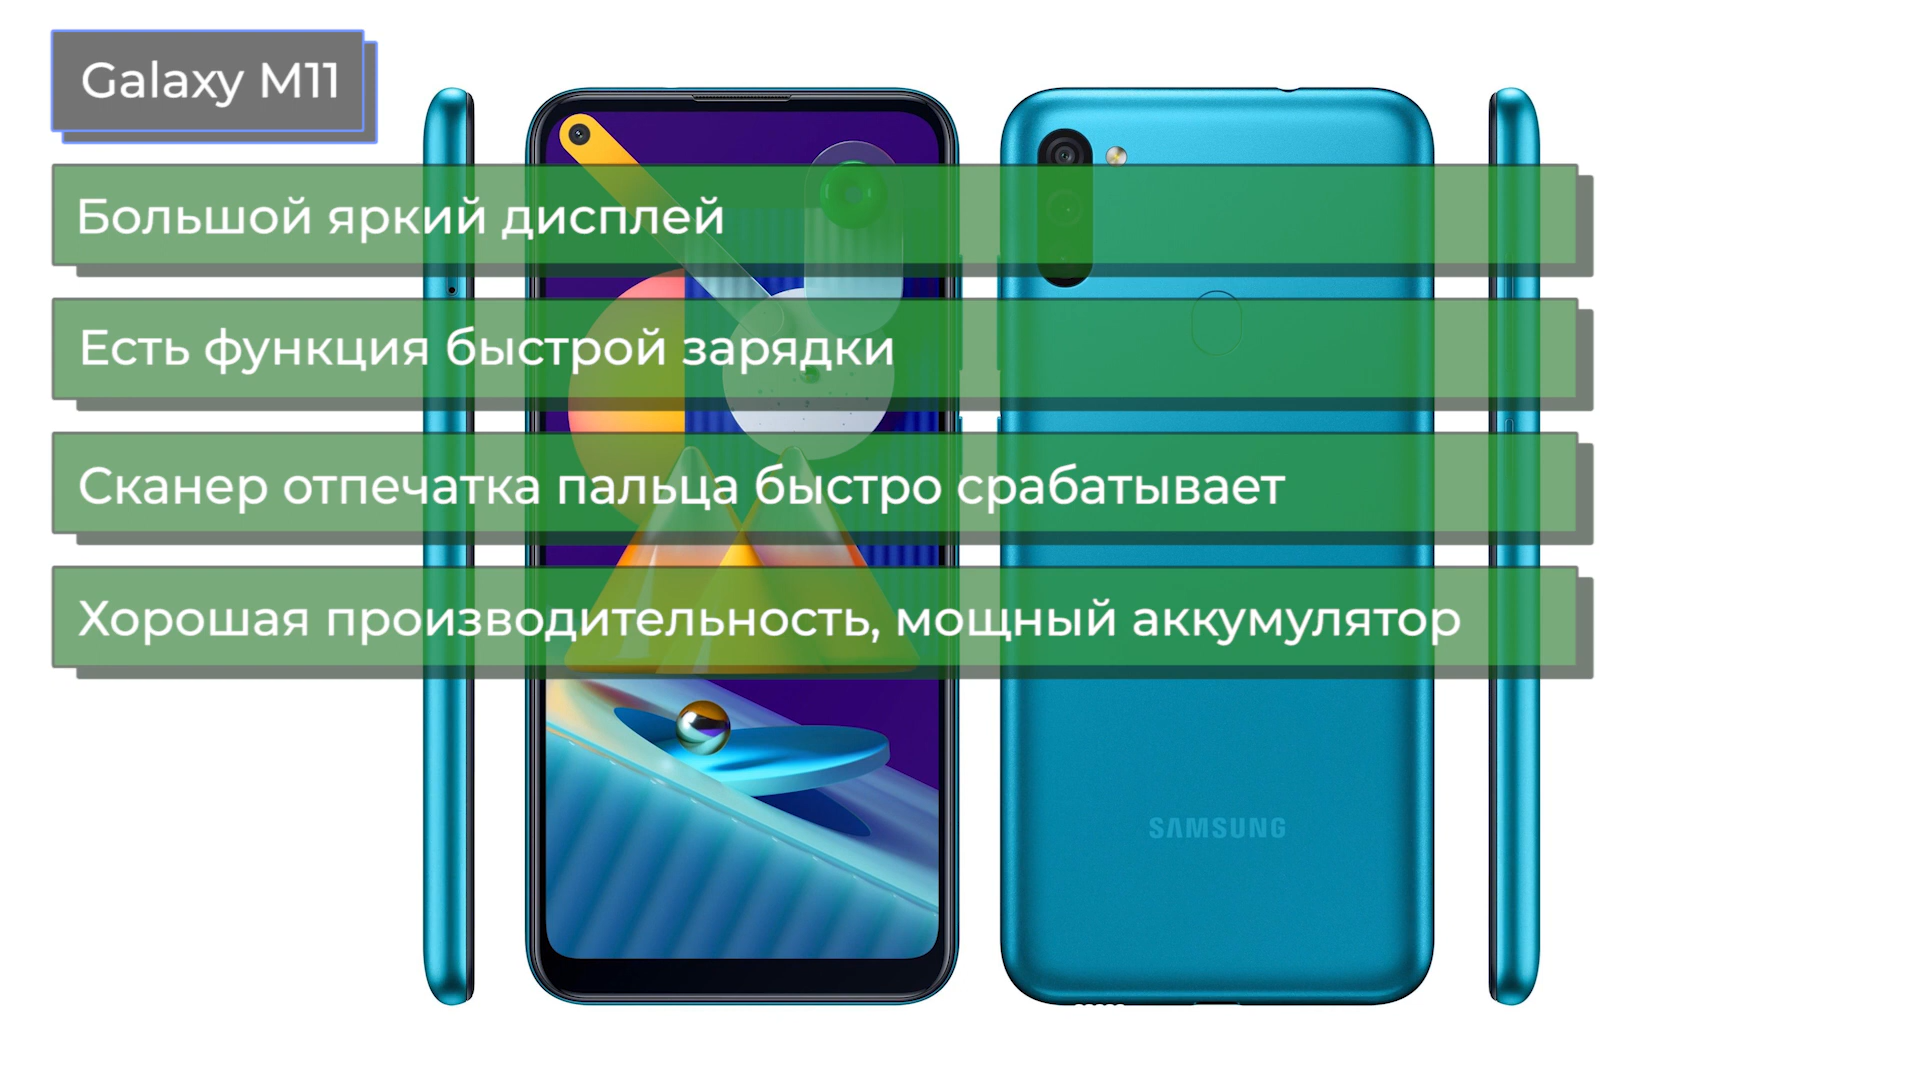 Galaxy M11
Большой яркий дисплей
Есть функция быстрой зарядки
Сканер отпечатка пальца быстро срабатывает
Хорошая производительность, мощный аккумулятор
SAMSUNG